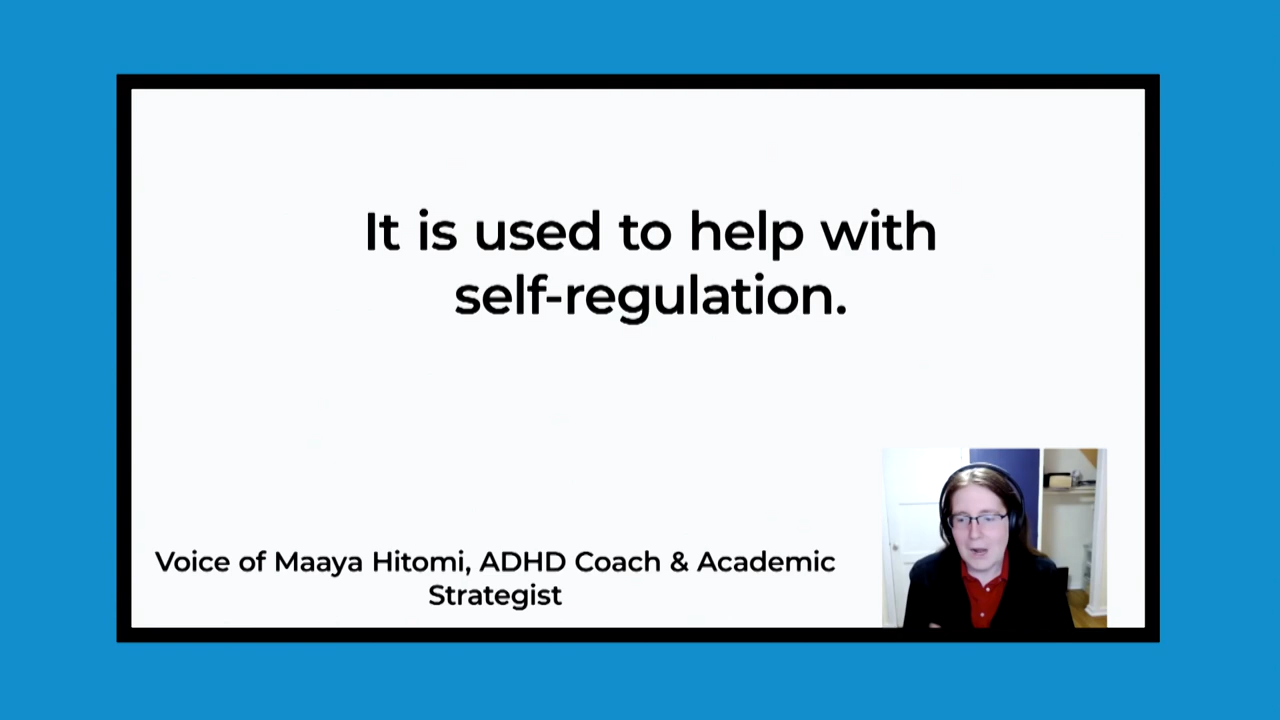 It is used to help with
self-regulation.
Voice of Maaya Hitomi, ADHD Coach & Academic
Strategist